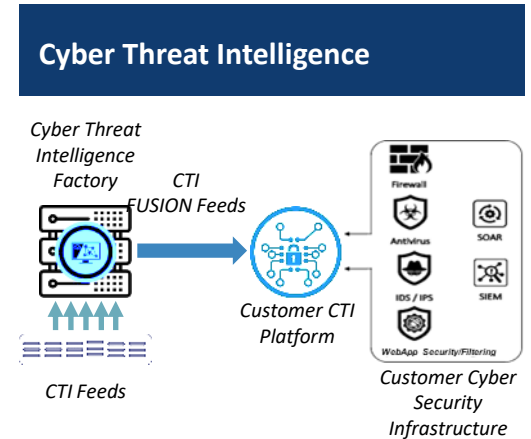 Cyber Threat Intelligence
Cyber Threat
Intelligence
Factory
CTI
FUSION Feeds
CTI Feeds
Customer CTI
Platform
Firewall
Antivirus
SOAR
IDS / IPS
SIEM
WebApp Security/Filtering
Customer Cyber
Security
Infrastructure